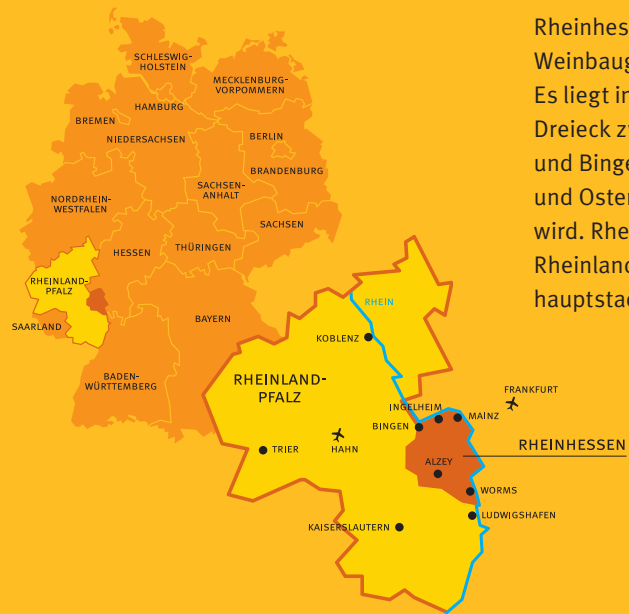 Rheinhes
Weinbaug
Es liegt in
Dreieck z
und Binge
und Oster
wird. Rhe
Rheinland
hauptstad
SCHLESWIG-
HOLSTEIN
MECKLENBURG-
VORPOMMERN
HAMBURG
BREMEN
NIEDERSACHSEN
BERLIN
BRANDENBURG
SACHSEN-
ANHALT
NORDRHEIN-
WESTFALEN
SACHSEN
HESSEN
THÜRINGEN
RHEINLAND-
PFALZ
SAARLAND
BAYERN
BADEN-
WÜRTTEMBERG
RHEIN
KOBLENZ
RHEINLAND-
PFALZ
FRANKFURT
INGELHEIM
MAINZ
BINGEN
RHEINHESSEN
TRIER
HAHN
ALZEY
WORMS
LUDWIGSHAFEN
KAISERSLAUTERN